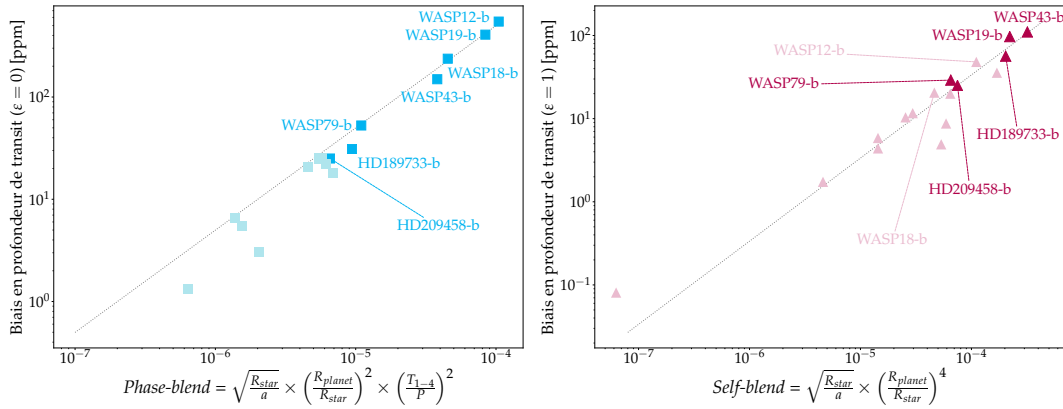 Biais en profondeur de transit (ε = 0) [ppm]
10²
10¹
10⁰
WASP12-b
WASP19-b
WASP18-b
WASP43-b
WASP79-b
HD189733-b
HD209458-b
10⁻⁷ 10⁻⁶ 10⁻⁵ 10⁻⁴
Phase-blend = √(R_star/a) × (R_planet/R_star)² × (T₁₋₄/P)²
Biais en profondeur de transit (ε = 1) [ppm]
10²
10¹
10⁰
10⁻¹
WASP43-b
WASP19-b
WASP12-b
WASP79-b
HD189733-b
HD209458-b
WASP18-b
10⁻⁷ 10⁻⁶ 10⁻⁵ 10⁻⁴
Self-blend = √(R_star/a) × (R_planet/R_star)⁴